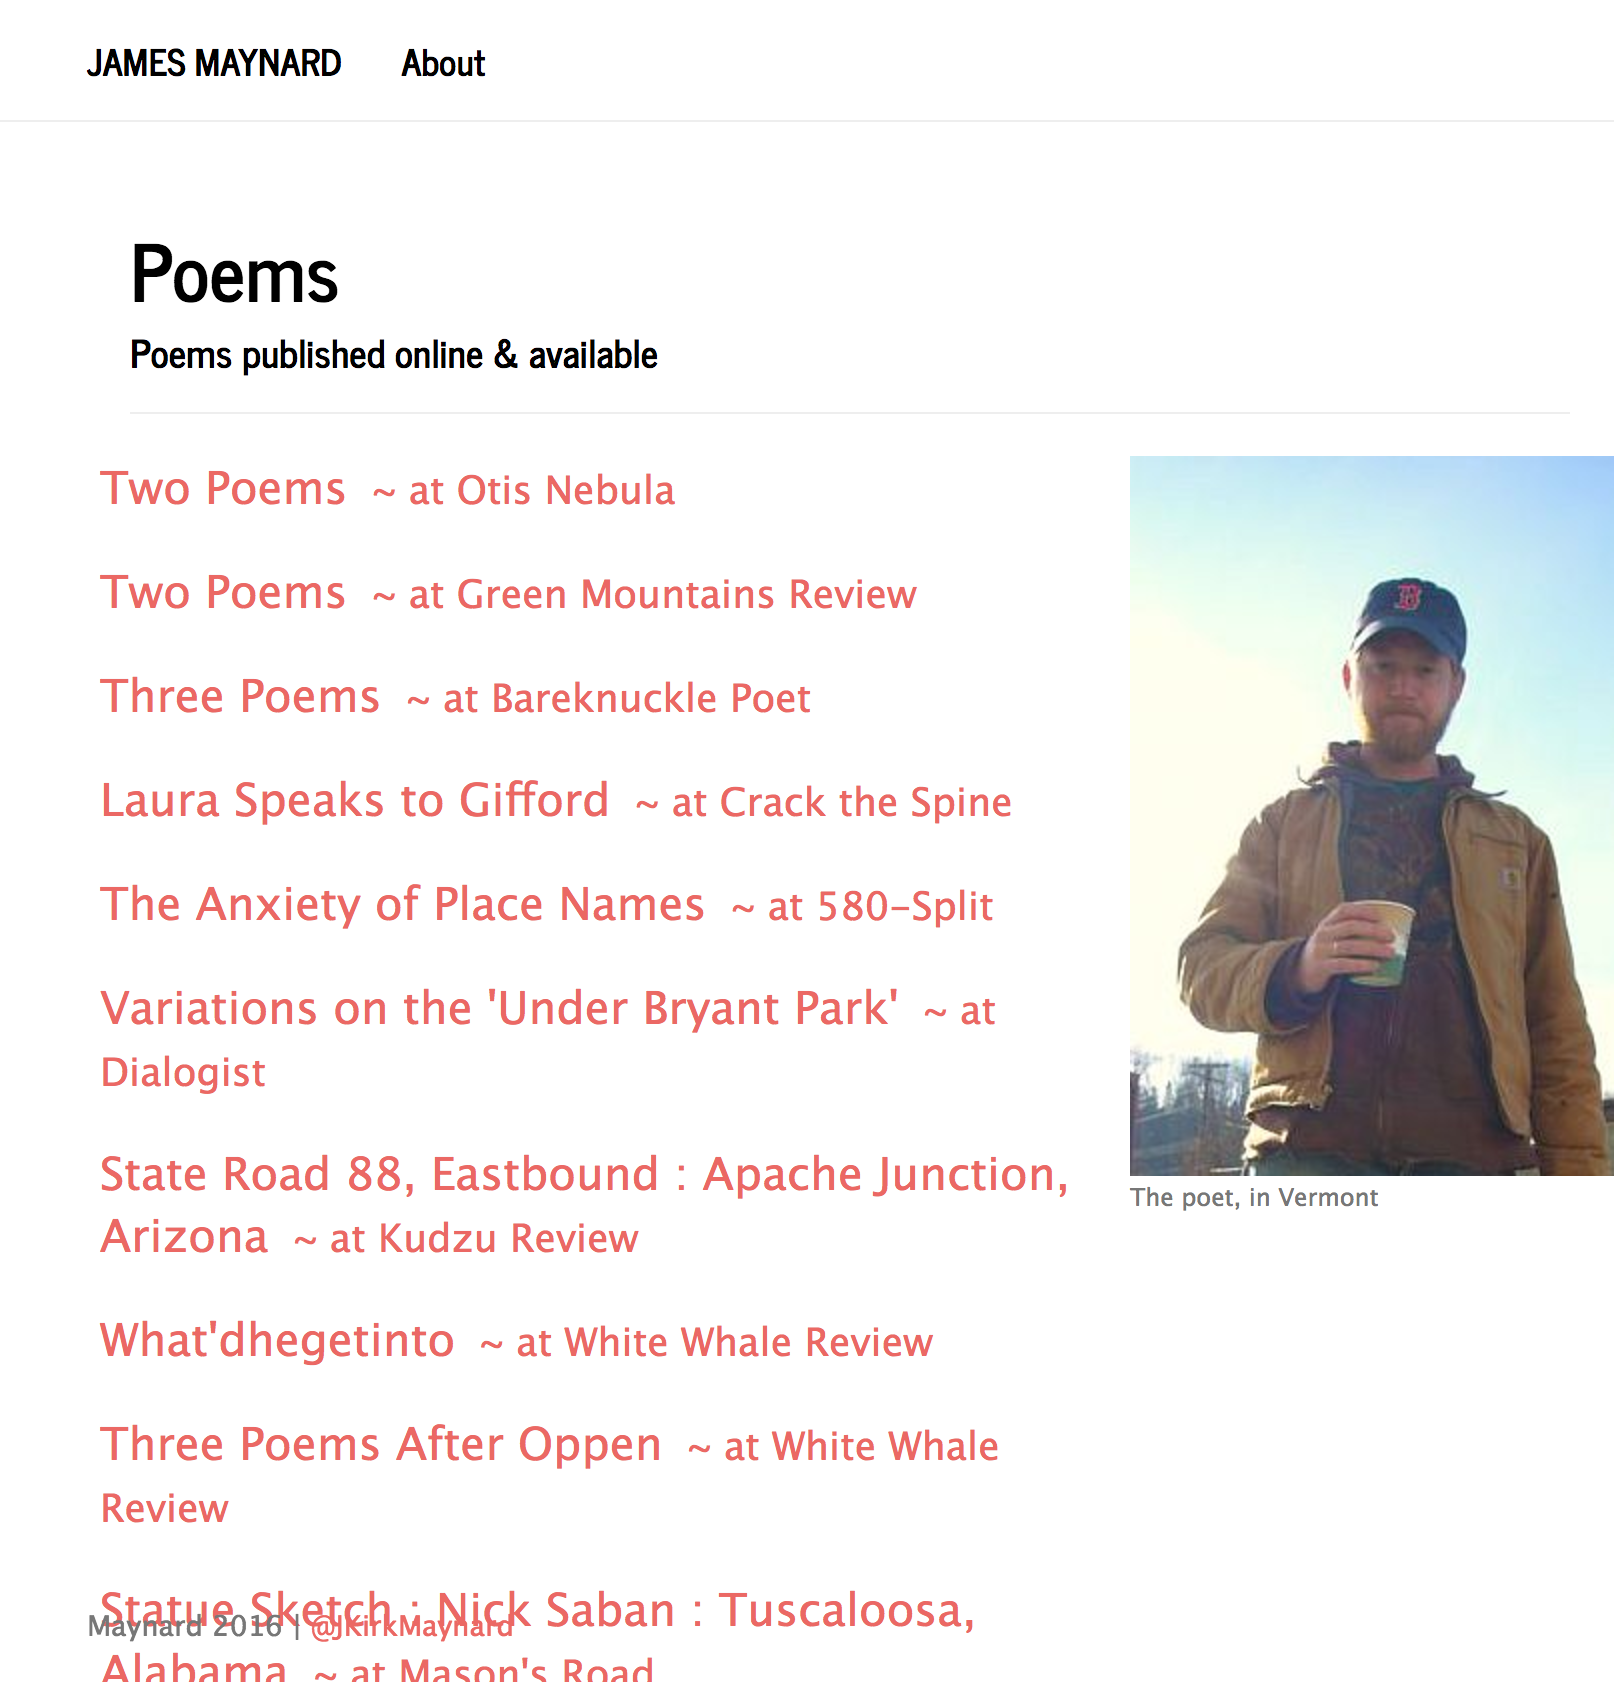 JAMES MAYNARD About
Poems
Poems published online & available
Two Poems ~ at Otis Nebula
Two Poems ~ at Green Mountains Review
Three Poems ~ at Bareknuckle Poet
Laura Speaks to Gifford ~ at Crack the Spine
The Anxiety of Place Names ~ at 580-Split
Variations on the 'Under Bryant Park' ~ at
Dialogist
State Road 88, Eastbound : Apache Junction,
Arizona ~ at Kudzu Review
What'dhegetinto ~ at White Whale Review
Three Poems After Oppen ~ at White Whale
Review
Statue Sketch : Nick Saban : Tuscaloosa,
Alabama ~ at Mason's Road
B
The poet, in Vermont
Maynard 2016 | @JKirkMaynard